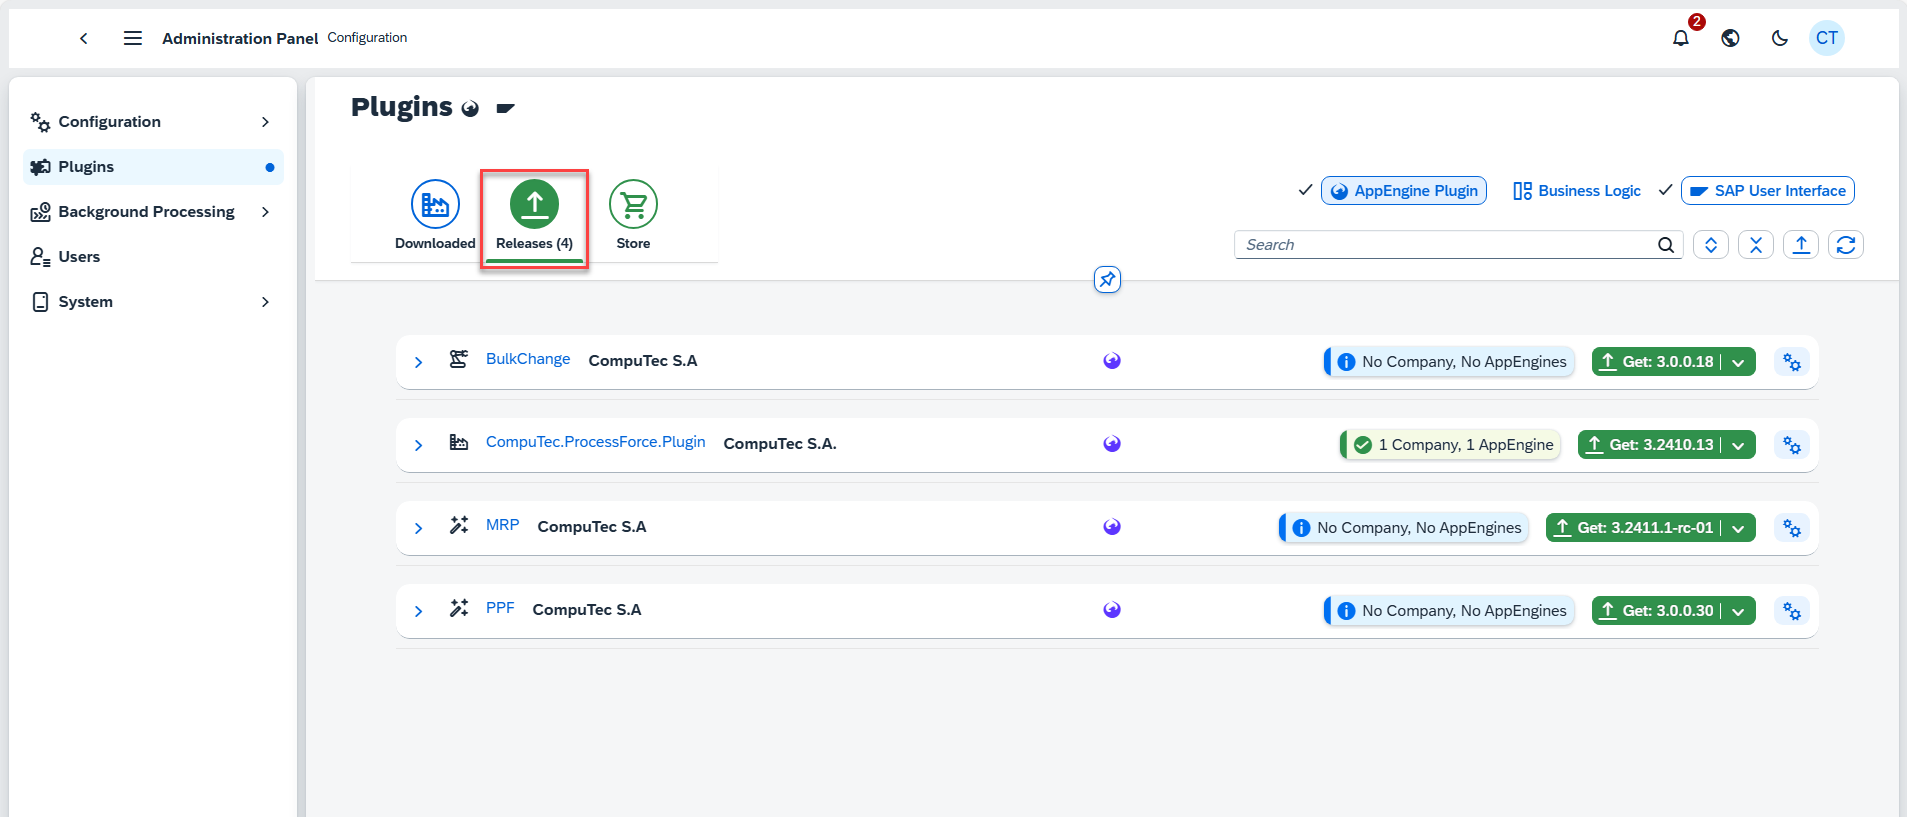 Administration Panel Configuration
2
CT
Configuration
Plugins
Background Processing
Users
System
Plugins
Downloaded
Releases (4)
Store
AppEngine Plugin
Business Logic
SAP User Interface
Search
BulkChange CompuTec S.A No Company, No AppEngines Get: 3.0.0.18
CompuTec.ProcessForce.Plugin CompuTec S.A. 1 Company, 1 AppEngine Get: 3.2410.13
MRP CompuTec S.A No Company, No AppEngines Get: 3.2411.1-rc-01
PPF CompuTec S.A No Company, No AppEngines Get: 3.0.0.30